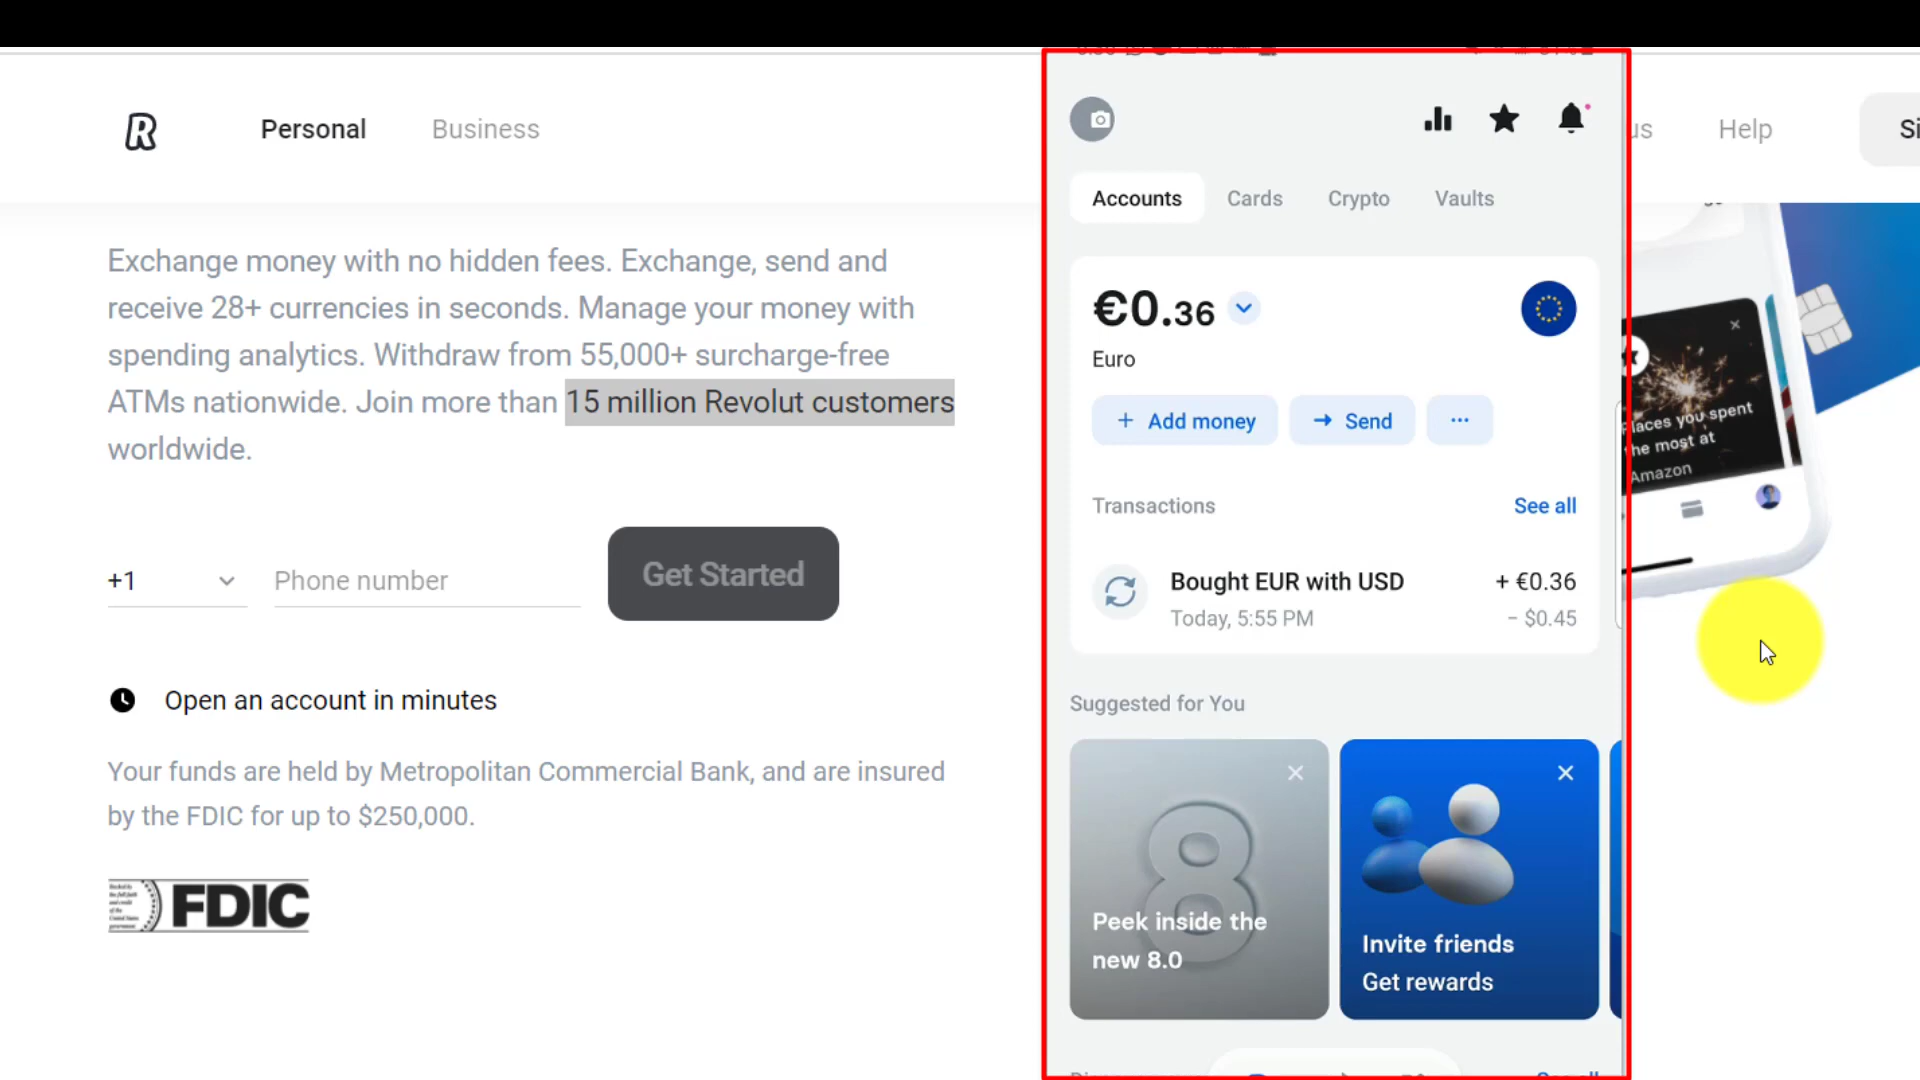 R
Personal
Business
Help
Exchange money with no hidden fees. Exchange, send and
receive 28+ currencies in seconds. Manage your money with
spending analytics. Withdraw from 55,000+ surcharge-free
ATMs nationwide. Join more than 15 million Revolut customers
worldwide.
+1
Phone number
Get Started
Open an account in minutes
Your funds are held by Metropolitan Commercial Bank, and are insured
by the FDIC for up to $250,000.
FDIC
Accounts
Cards
Crypto
Vaults
€0.36
Euro
+ Add money
→ Send
...
Transactions
See all
Bought EUR with USD
+ €0.36
Today, 5:55 PM
− $0.45
Suggested for You
8
Peek inside the
new 8.0
Invite friends
Get rewards
you spent
the most at
Amazon